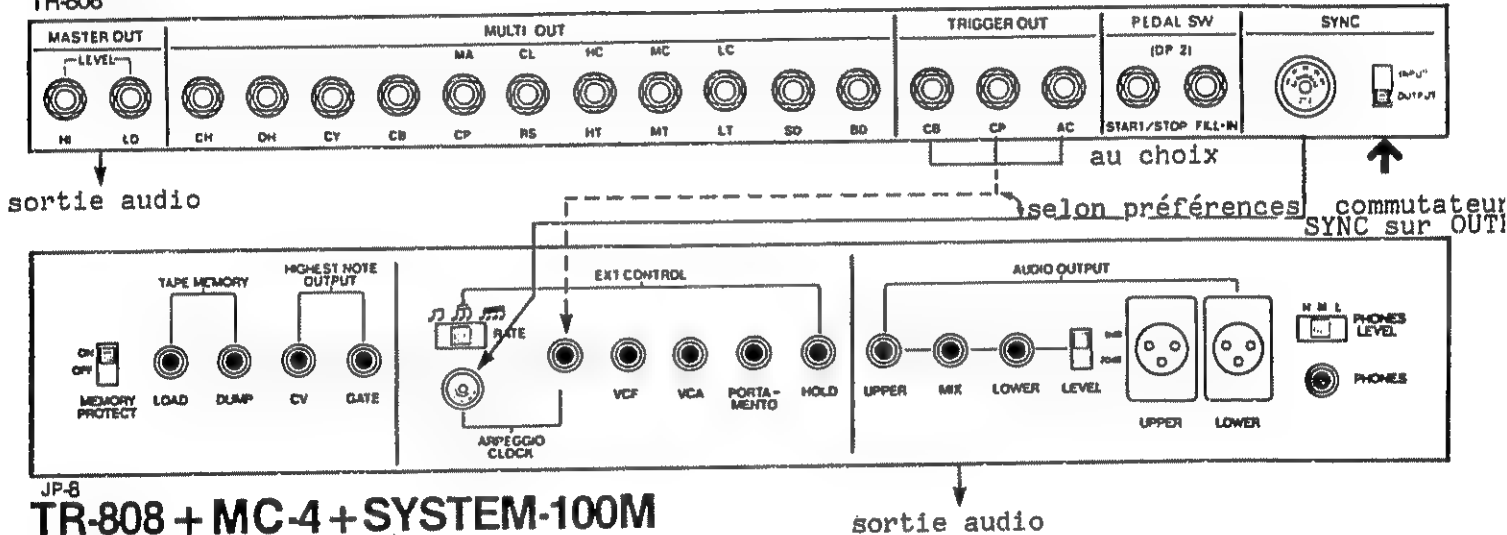 TR-808
MASTER OUT MULTI OUT TRIGGER OUT PEDAL SW SYNC
LEVEL MA CL HC MC LC (DP 2)
INPUT
OUTPUT
HI LO CH OH CY CB CP RS HT MT LT SD BD CB CP AC START/STOP FILL-IN
au choix
sortie audio
selon préférences commutateur
SYNC sur
TAPE MEMORY HIGHEST NOTE OUTPUT EXT CONTROL AUDIO OUTPUT
RATE
H M L PHONES LEVEL
ON
OFF
MEMORY PROTECT LOAD DUMP CV GATE VCF VCA PORTA-MENTO HOLD UPPER MIX LOWER LEVEL PHONES
UPPER LOWER
ARPEGGIO CLOCK
JP-8
TR-808 + MC-4 + SYSTEM-100M
sortie audio